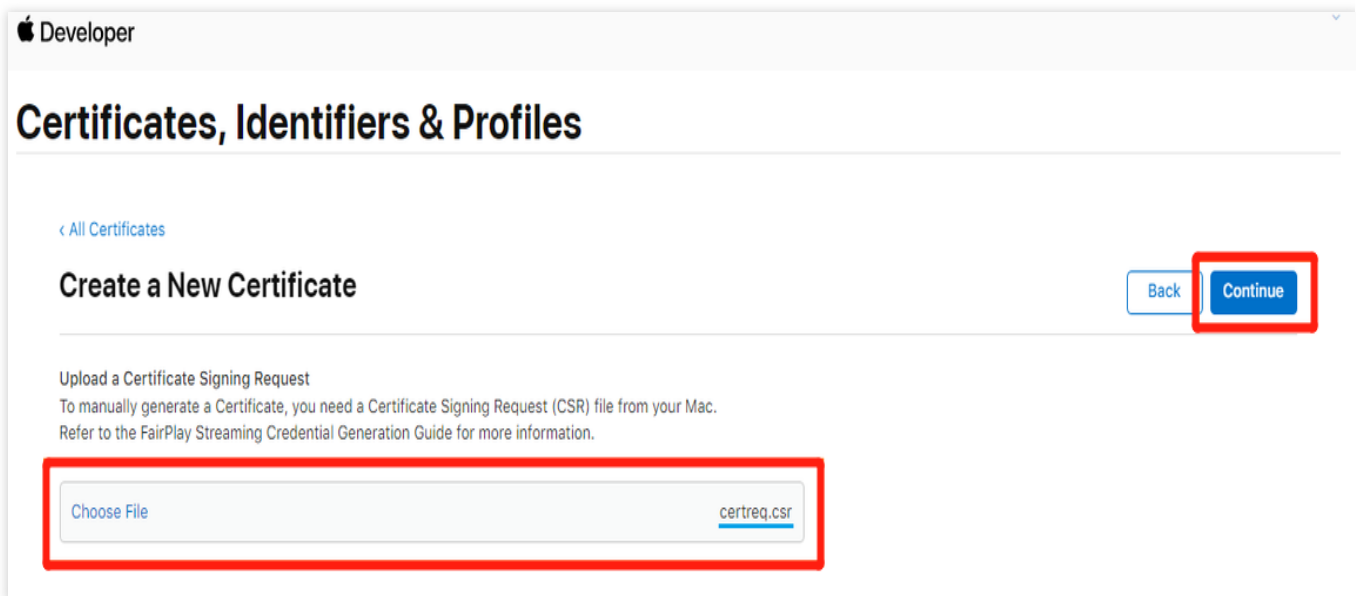 Developer
Certificates, Identifiers & Profiles
‹ All Certificates
Create a New Certificate
Back
Continue
Upload a Certificate Signing Request
To manually generate a Certificate, you need a Certificate Signing Request (CSR) file from your Mac.
Refer to the FairPlay Streaming Credential Generation Guide for more information.
Choose File
certreq.csr